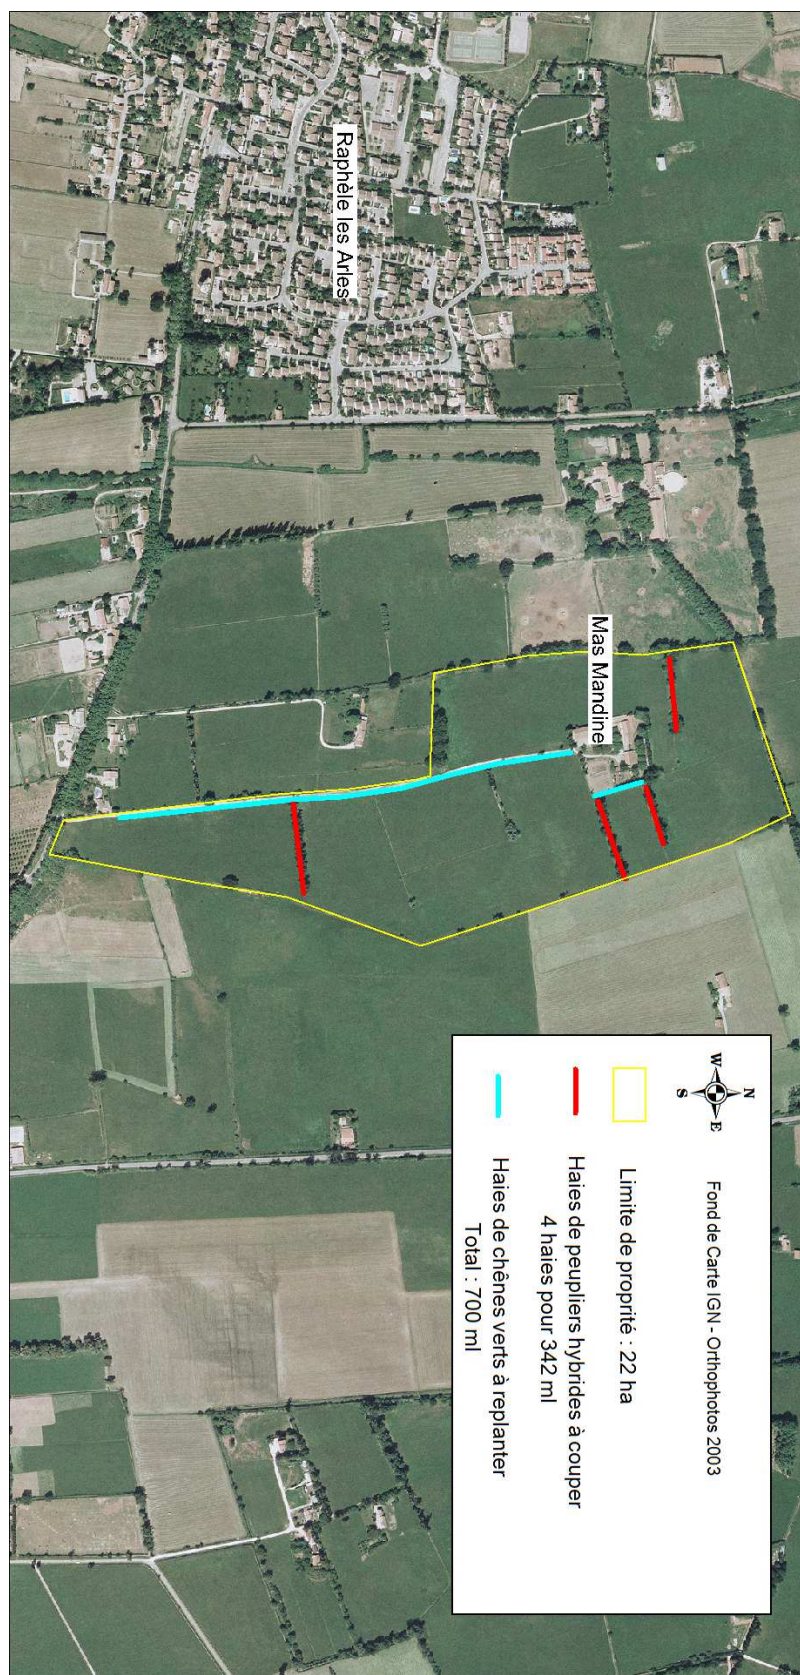 Raphèle les Arles
Mas Mandine
N
W
E
S
Fond de Carte IGN - Orthophotos 2003
Limite de proprité : 22 ha
Haies de peupliers hybrides à couper
4 haies pour 342 ml
Haies de chênes verts à replanter
Total : 700 ml